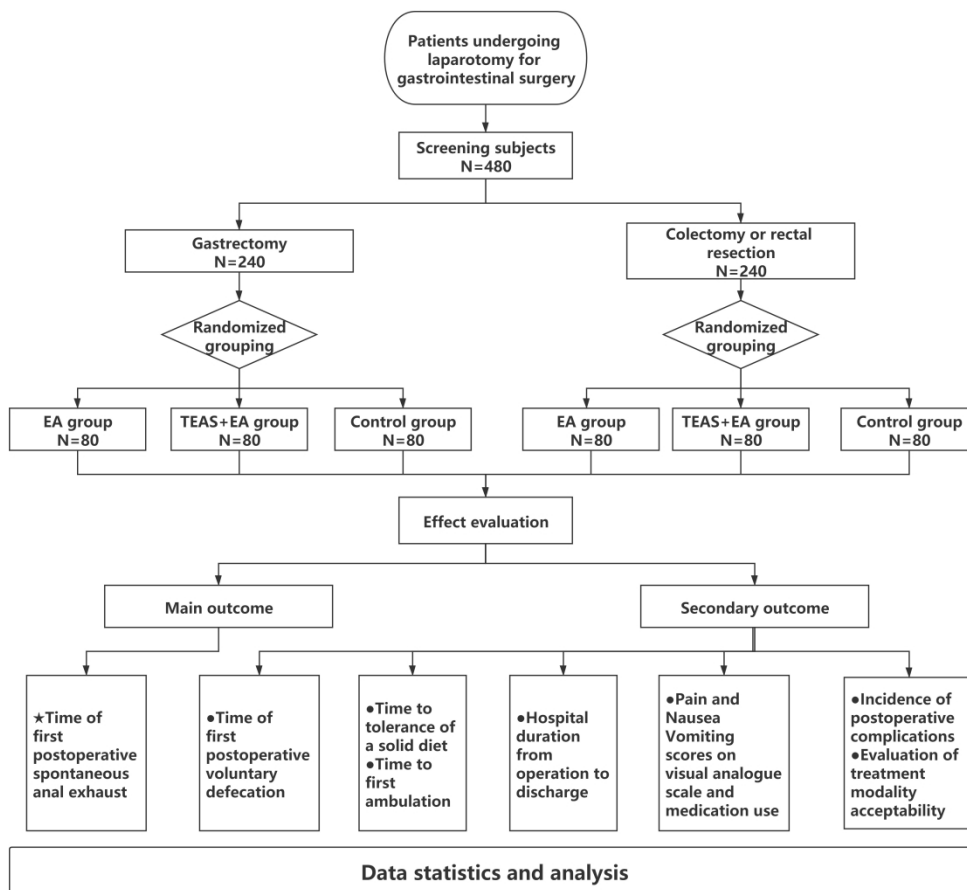 Patients undergoing
laparotomy for
gastrointestinal surgery
Screening subjects
N=480
Gastrectomy
N=240
Colectomy or rectal
resection
N=240
Randomized
grouping
Randomized
grouping
EA group
N=80
TEAS+EA group
N=80
Control group
N=80
EA group
N=80
TEAS+EA group
N=80
Control group
N=80
Effect evaluation
Main outcome
Secondary outcome
★Time of
first
postoperative
spontaneous
anal exhaust
●Time of
first
postoperative
voluntary
defecation
●Time to
tolerance of
a solid diet
●Time to
first
ambulation
●Hospital
duration
from
operation to
discharge
●Pain and
Nausea
Vomiting
scores on
visual analogue
scale and
medication use
●Incidence of
postoperative
complications
●Evaluation of
treatment
modality
acceptability
Data statistics and analysis